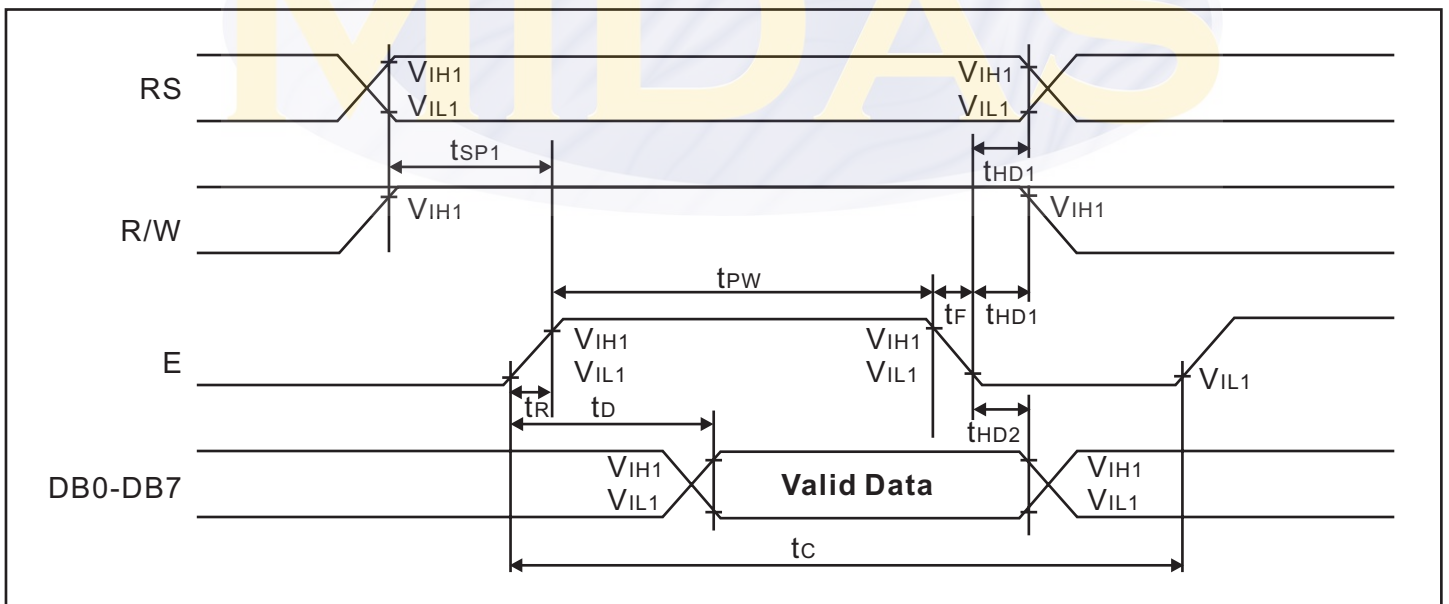 MIDAS
RS
VIH1
VIL1
VIH1
VIL1
tSP1
tHD1
R/W
VIH1
VIH1
tPW
tF
tHD1
E
VIH1
VIL1
VIH1
VIL1
VIL1
tR
tD
tHD2
DB0-DB7
VIH1
VIL1
Valid Data
VIH1
VIL1
tC